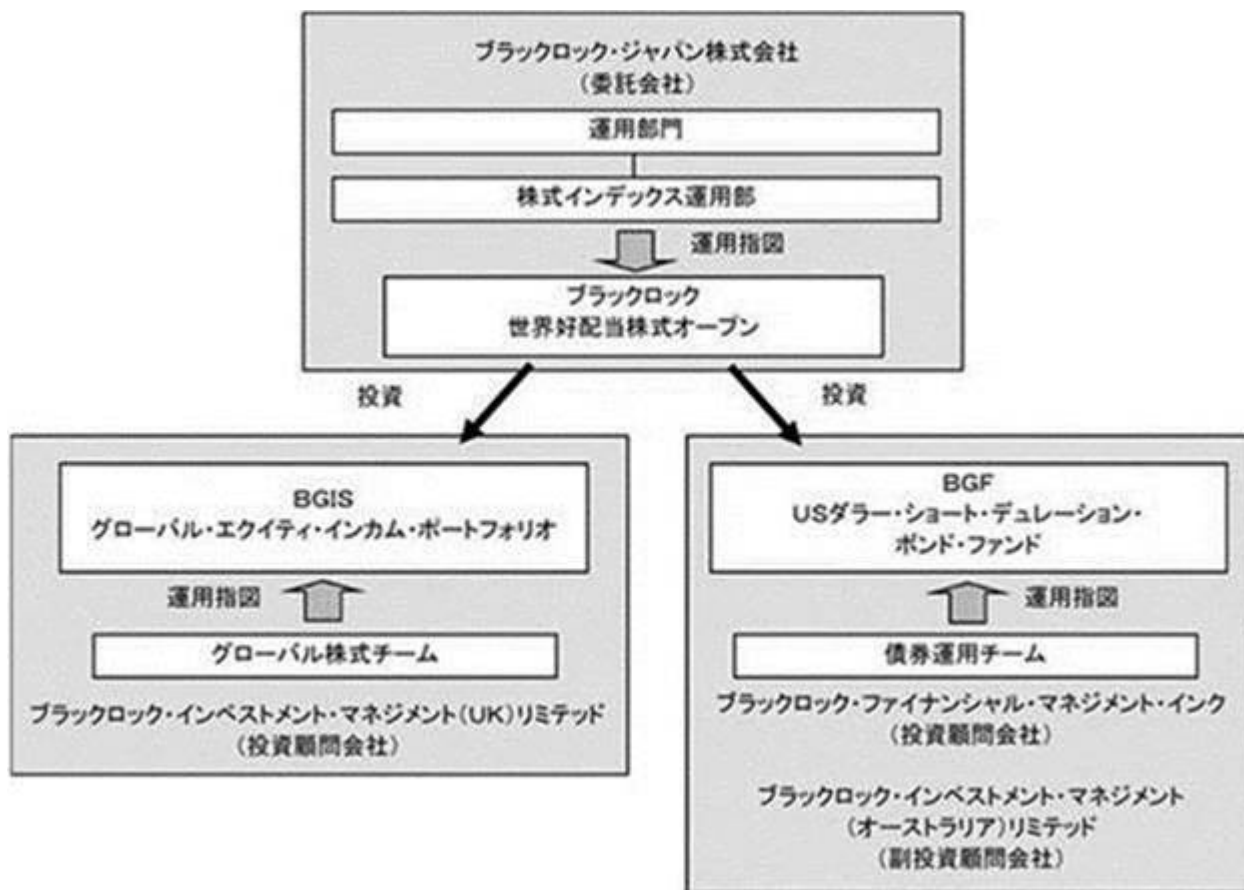 ブラックロック・ジャパン株式会社
(委託会社)
運用部門
株式インデックス運用部
運用指図
ブラックロック
世界好配当株式オープン
投資
投資
BGIS
グローバル・エクイティ・インカム・ポートフォリオ
運用指図
グローバル株式チーム
ブラックロック・インベストメント・マネジメント(UK)リミテッド
(投資顧問会社)
BGF
USダラー・ショート・デュレーション・
ボンド・ファンド
運用指図
債券運用チーム
ブラックロック・ファイナンシャル・マネジメント・インク
(投資顧問会社)
ブラックロック・インベストメント・マネジメント
(オーストラリア)リミテッド
(副投資顧問会社)